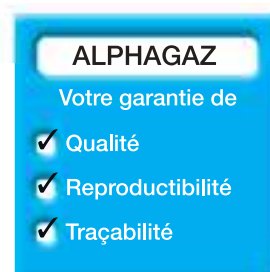 ALPHAGAZ
Votre garantie de
✓ Qualité
✓ Reproductibilité
✓ Traçabilité